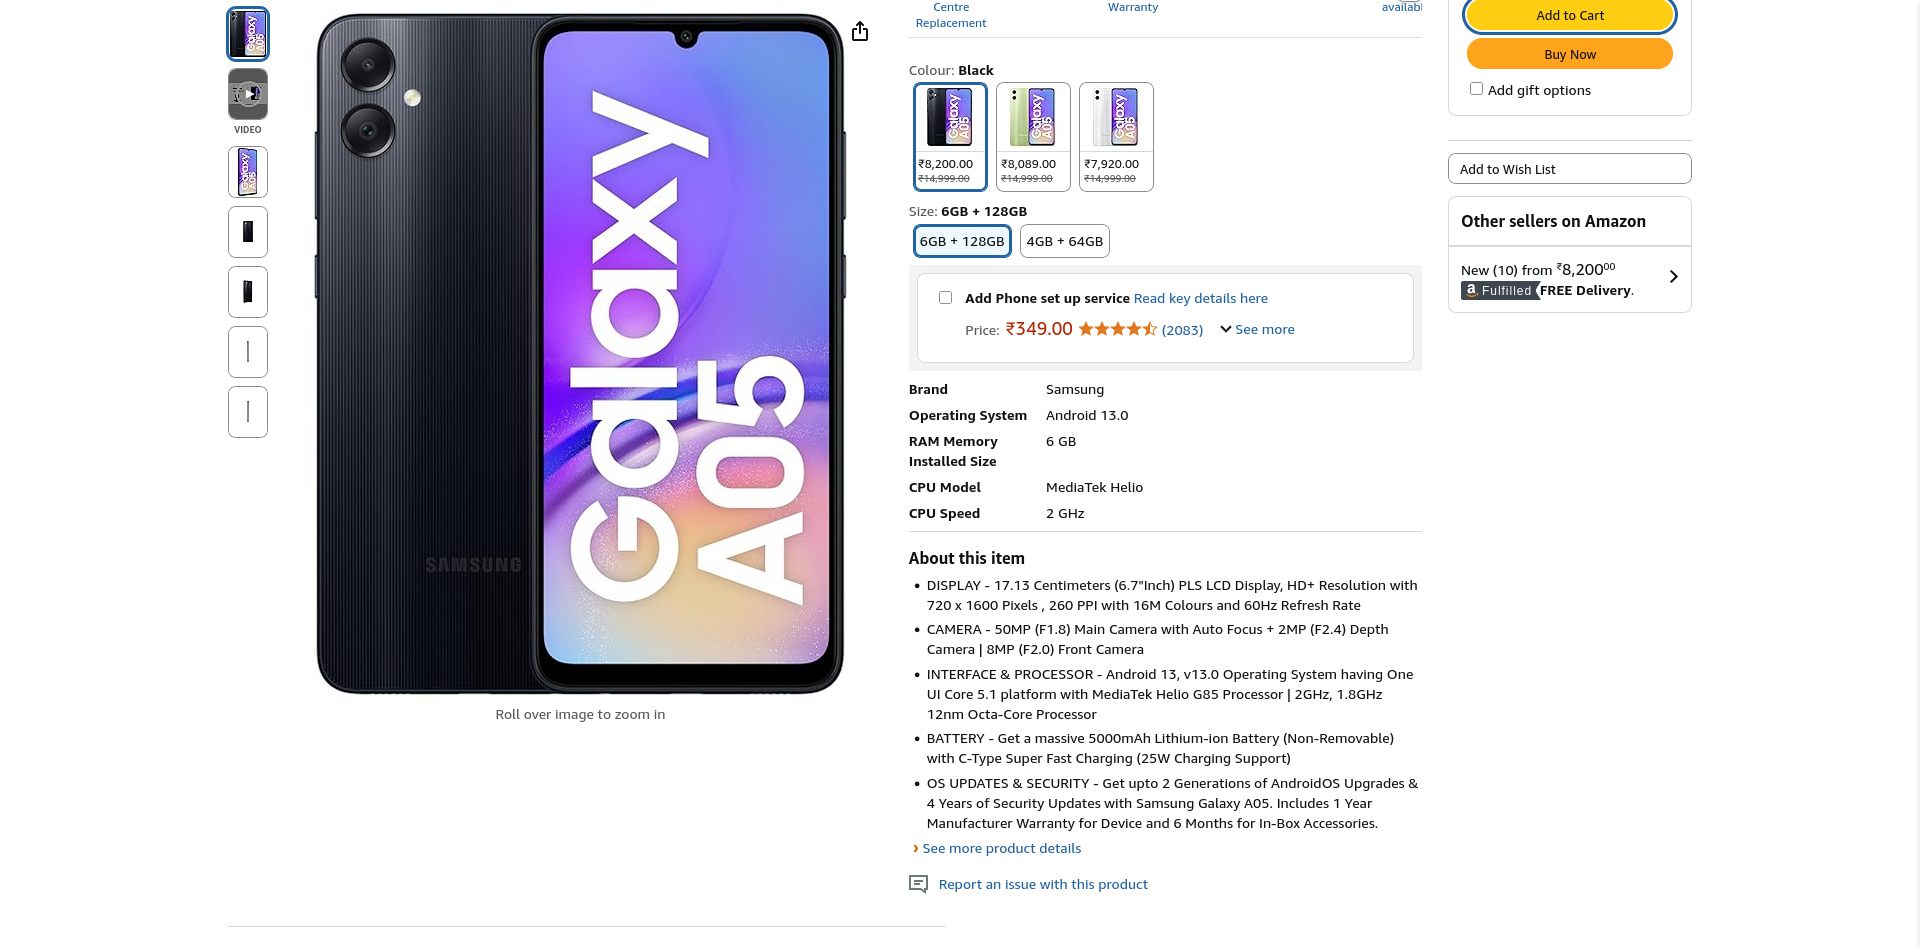 VIDEO
Galaxy
A05
SAMSUNG
Roll over image to zoom in
Centre
Replacement
Warranty
Colour: Black
Galaxy
A05
Galaxy
A05
Galaxy
A05
₹8,200.00
₹14,999.00
₹8,089.00
₹14,999.00
₹7,920.00
₹14,999.00
Size: 6GB + 128GB
6GB + 128GB
4GB + 64GB
Add Phone set up service Read key details here
Price: ₹349.00 (2083) See more
Brand Samsung
Operating System Android 13.0
RAM Memory 6 GB
Installed Size
CPU Model MediaTek Helio
CPU Speed 2 GHz
About this item
• DISPLAY - 17.13 Centimeters (6.7"Inch) PLS LCD Display, HD+ Resolution with
720 x 1600 Pixels , 260 PPI with 16M Colours and 60Hz Refresh Rate
• CAMERA - 50MP (F1.8) Main Camera with Auto Focus + 2MP (F2.4) Depth
Camera | 8MP (F2.0) Front Camera
• INTERFACE & PROCESSOR - Android 13, v13.0 Operating System having One
UI Core 5.1 platform with MediaTek Helio G85 Processor | 2GHz, 1.8GHz
12nm Octa-Core Processor
• BATTERY - Get a massive 5000mAh Lithium-ion Battery (Non-Removable)
with C-Type Super Fast Charging (25W Charging Support)
• OS UPDATES & SECURITY - Get upto 2 Generations of AndroidOS Upgrades &
4 Years of Security Updates with Samsung Galaxy A05. Includes 1 Year
Manufacturer Warranty for Device and 6 Months for In-Box Accessories.
› See more product details
Report an issue with this product
Add to Cart
Buy Now
Add gift options
Add to Wish List
Other sellers on Amazon
New (10) from ₹8,200⁰⁰
a Fulfilled FREE Delivery.